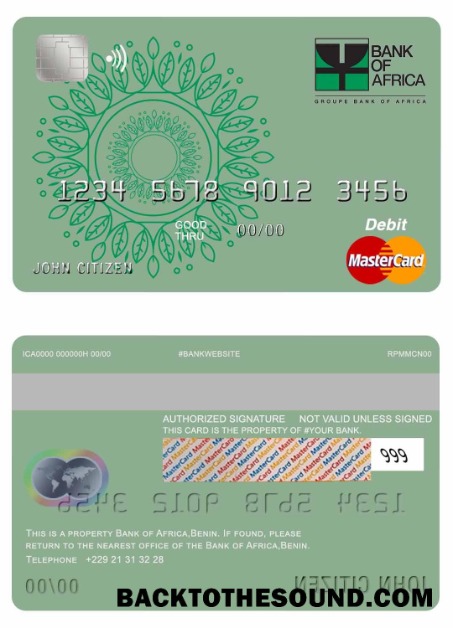 BANK
OF
AFRICA
GROUPE BANK OF AFRICA
1234 5678 9012 3456
GOOD
THRU
00/00
JOHN CITIZEN
Debit
MasterCard
ICA0000 000000H 00/00 #BANKWEBSITE RPMMCN00
AUTHORIZED SIGNATURE NOT VALID UNLESS SIGNED
THIS CARD IS THE PROPERTY OF #YOUR BANK.
MasterCard MasterCard MasterCard MasterCard
999
3456 9012 5678 1234
THIS IS A PROPERTY BANK OF AFRICA,BENIN. IF FOUND, PLEASE
RETURN TO THE NEAREST OFFICE OF THE BANK OF AFRICA,BENIN.
TELEPHONE +229 21 31 32 28
00/00
JOHN CITIZEN
BACKTOTHESOUND.COM